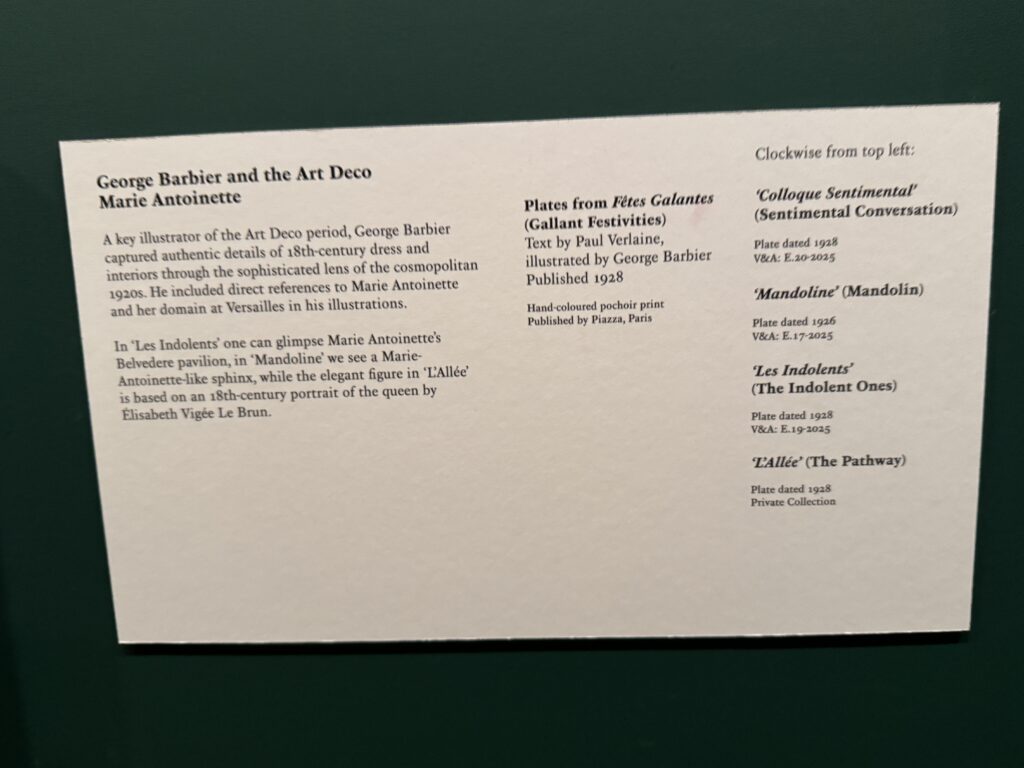 George Barbier and the Art Deco
Marie Antoinette
A key illustrator of the Art Deco period, George Barbier
captured authentic details of 18th-century dress and
interiors through the sophisticated lens of the cosmopolitan
1920s. He included direct references to Marie Antoinette
and her domain at Versailles in his illustrations.
In ‘Les Indolents’ one can glimpse Marie Antoinette’s
Belvedere pavilion, in ‘Mandoline’ we see a Marie-
Antoinette-like sphinx, while the elegant figure in ‘L’Allée’
is based on an 18th-century portrait of the queen by
Élisabeth Vigée Le Brun.
Plates from Fêtes Galantes
(Gallant Festivities)
Text by Paul Verlaine,
illustrated by George Barbier
Published 1928
Hand-coloured pochoir print
Published by Piazza, Paris
Clockwise from top left:
‘Colloque Sentimental’
(Sentimental Conversation)
Plate dated 1928
V&A: E.20-2025
‘Mandoline’ (Mandolin)
Plate dated 1926
V&A: E.17-2025
‘Les Indolents’
(The Indolent Ones)
Plate dated 1928
V&A: E.19-2025
‘L’Allée’ (The Pathway)
Plate dated 1928
Private Collection